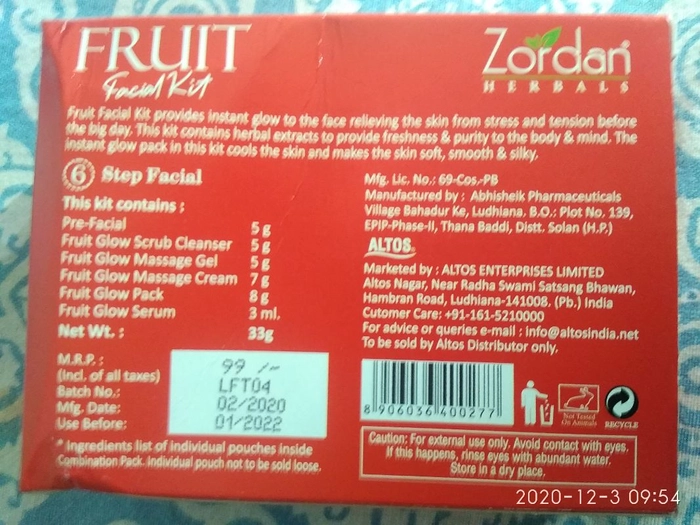 FRUIT
Facial Kit
Zordan
HERBALS
Fruit Facial Kit provides instant glow to the face relieving the skin from stress and tension before
the big day. This kit contains herbal extracts to provide freshness & purity to the body & mind. The
instant glow pack in this kit cools the skin and makes the skin soft, smooth & silky.
6 Step Facial
This kit contains :
Pre-Facial 5 g
Fruit Glow Scrub Cleanser 5 g
Fruit Glow Massage Gel 5 g
Fruit Glow Massage Cream 7 g
Fruit Glow Pack 8 g
Fruit Glow Serum 3 ml.
Net Wt. : 33g
M.R.P. : 99 /-
(Incl. of all taxes)
Batch No.: LFT04
Mfg. Date: 02/2020
Use Before: 01/2022
* Ingredients list of individual pouches inside
Combination Pack. individual pouch not to be sold loose.
Mfg. Lic. No.: 69-Cos.-PB
Manufactured by : Abhisheik Pharmaceuticals
Village Bahadur Ke, Ludhiana. B.O.: Plot No. 139,
EPIP-Phase-II, Thana Baddi, Distt. Solan (H.P.)
ALTOS
Marketed by : ALTOS ENTERPRISES LIMITED
Altos Nagar, Near Radha Swami Satsang Bhawan,
Hambran Road, Ludhiana-141008. (Pb.) India
Cutomer Care: +91-161-5210000
For advice or queries e-mail : info@altosindia.net
To be sold by Altos Distributor only.
8 906036 400277
Not Tested
On Animals
RECYCLE
Caution: For external use only. Avoid contact with eyes.
If this happens, rinse eyes with abundant water.
Store in a dry place.
2020-12-3 09:54